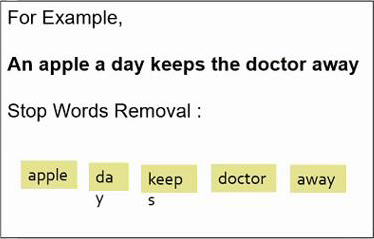 For Example,
An apple a day keeps the doctor away
Stop Words Removal :
apple da keep doctor away
y s